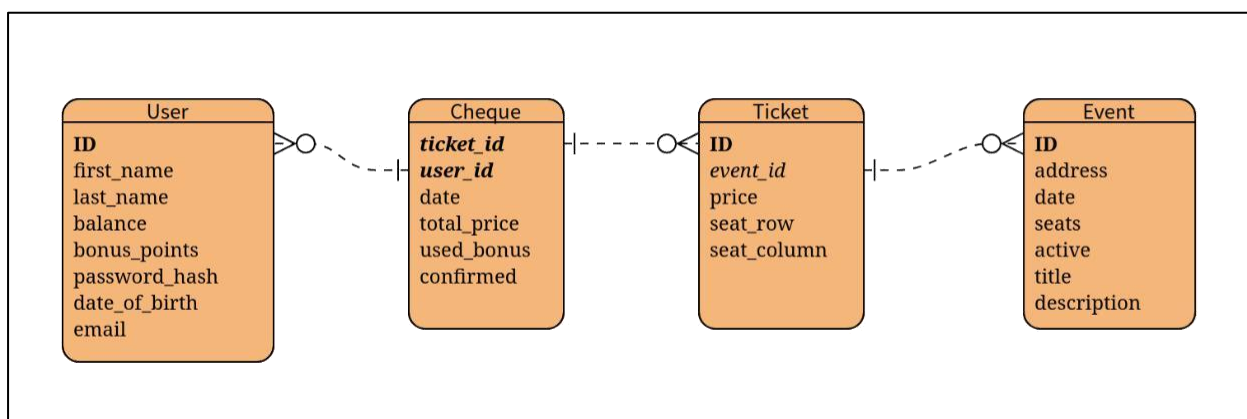 User
ID
first_name
last_name
balance
bonus_points
password_hash
date_of_birth
email
Cheque
ticket_id
user_id
date
total_price
used_bonus
confirmed
Ticket
ID
event_id
price
seat_row
seat_column
Event
ID
address
date
seats
active
title
description